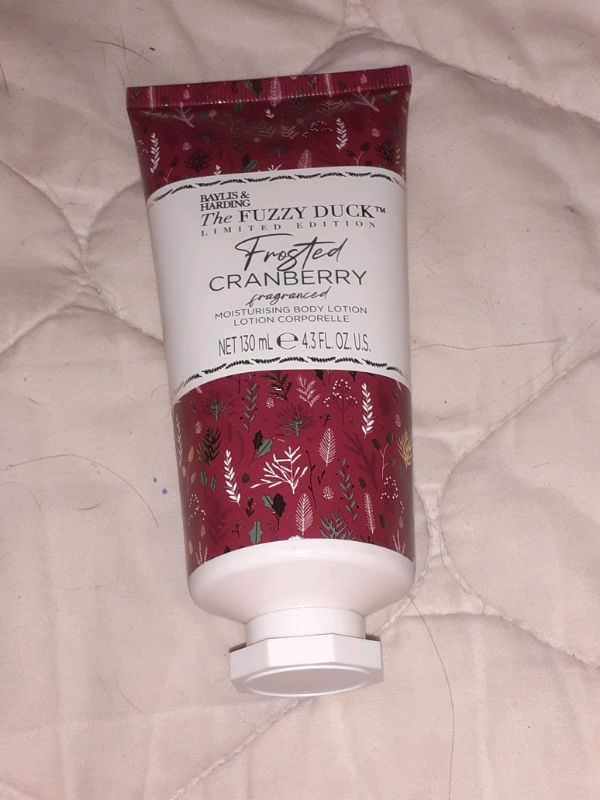 BAYLIS &
HARDING
The FUZZY DUCK™
LIMITED EDITION
Frosted
CRANBERRY
fragranced
MOISTURISING BODY LOTION
LOTION CORPORELLE
NET 130 mL ℮ 4.3 FL. OZ. U.S.